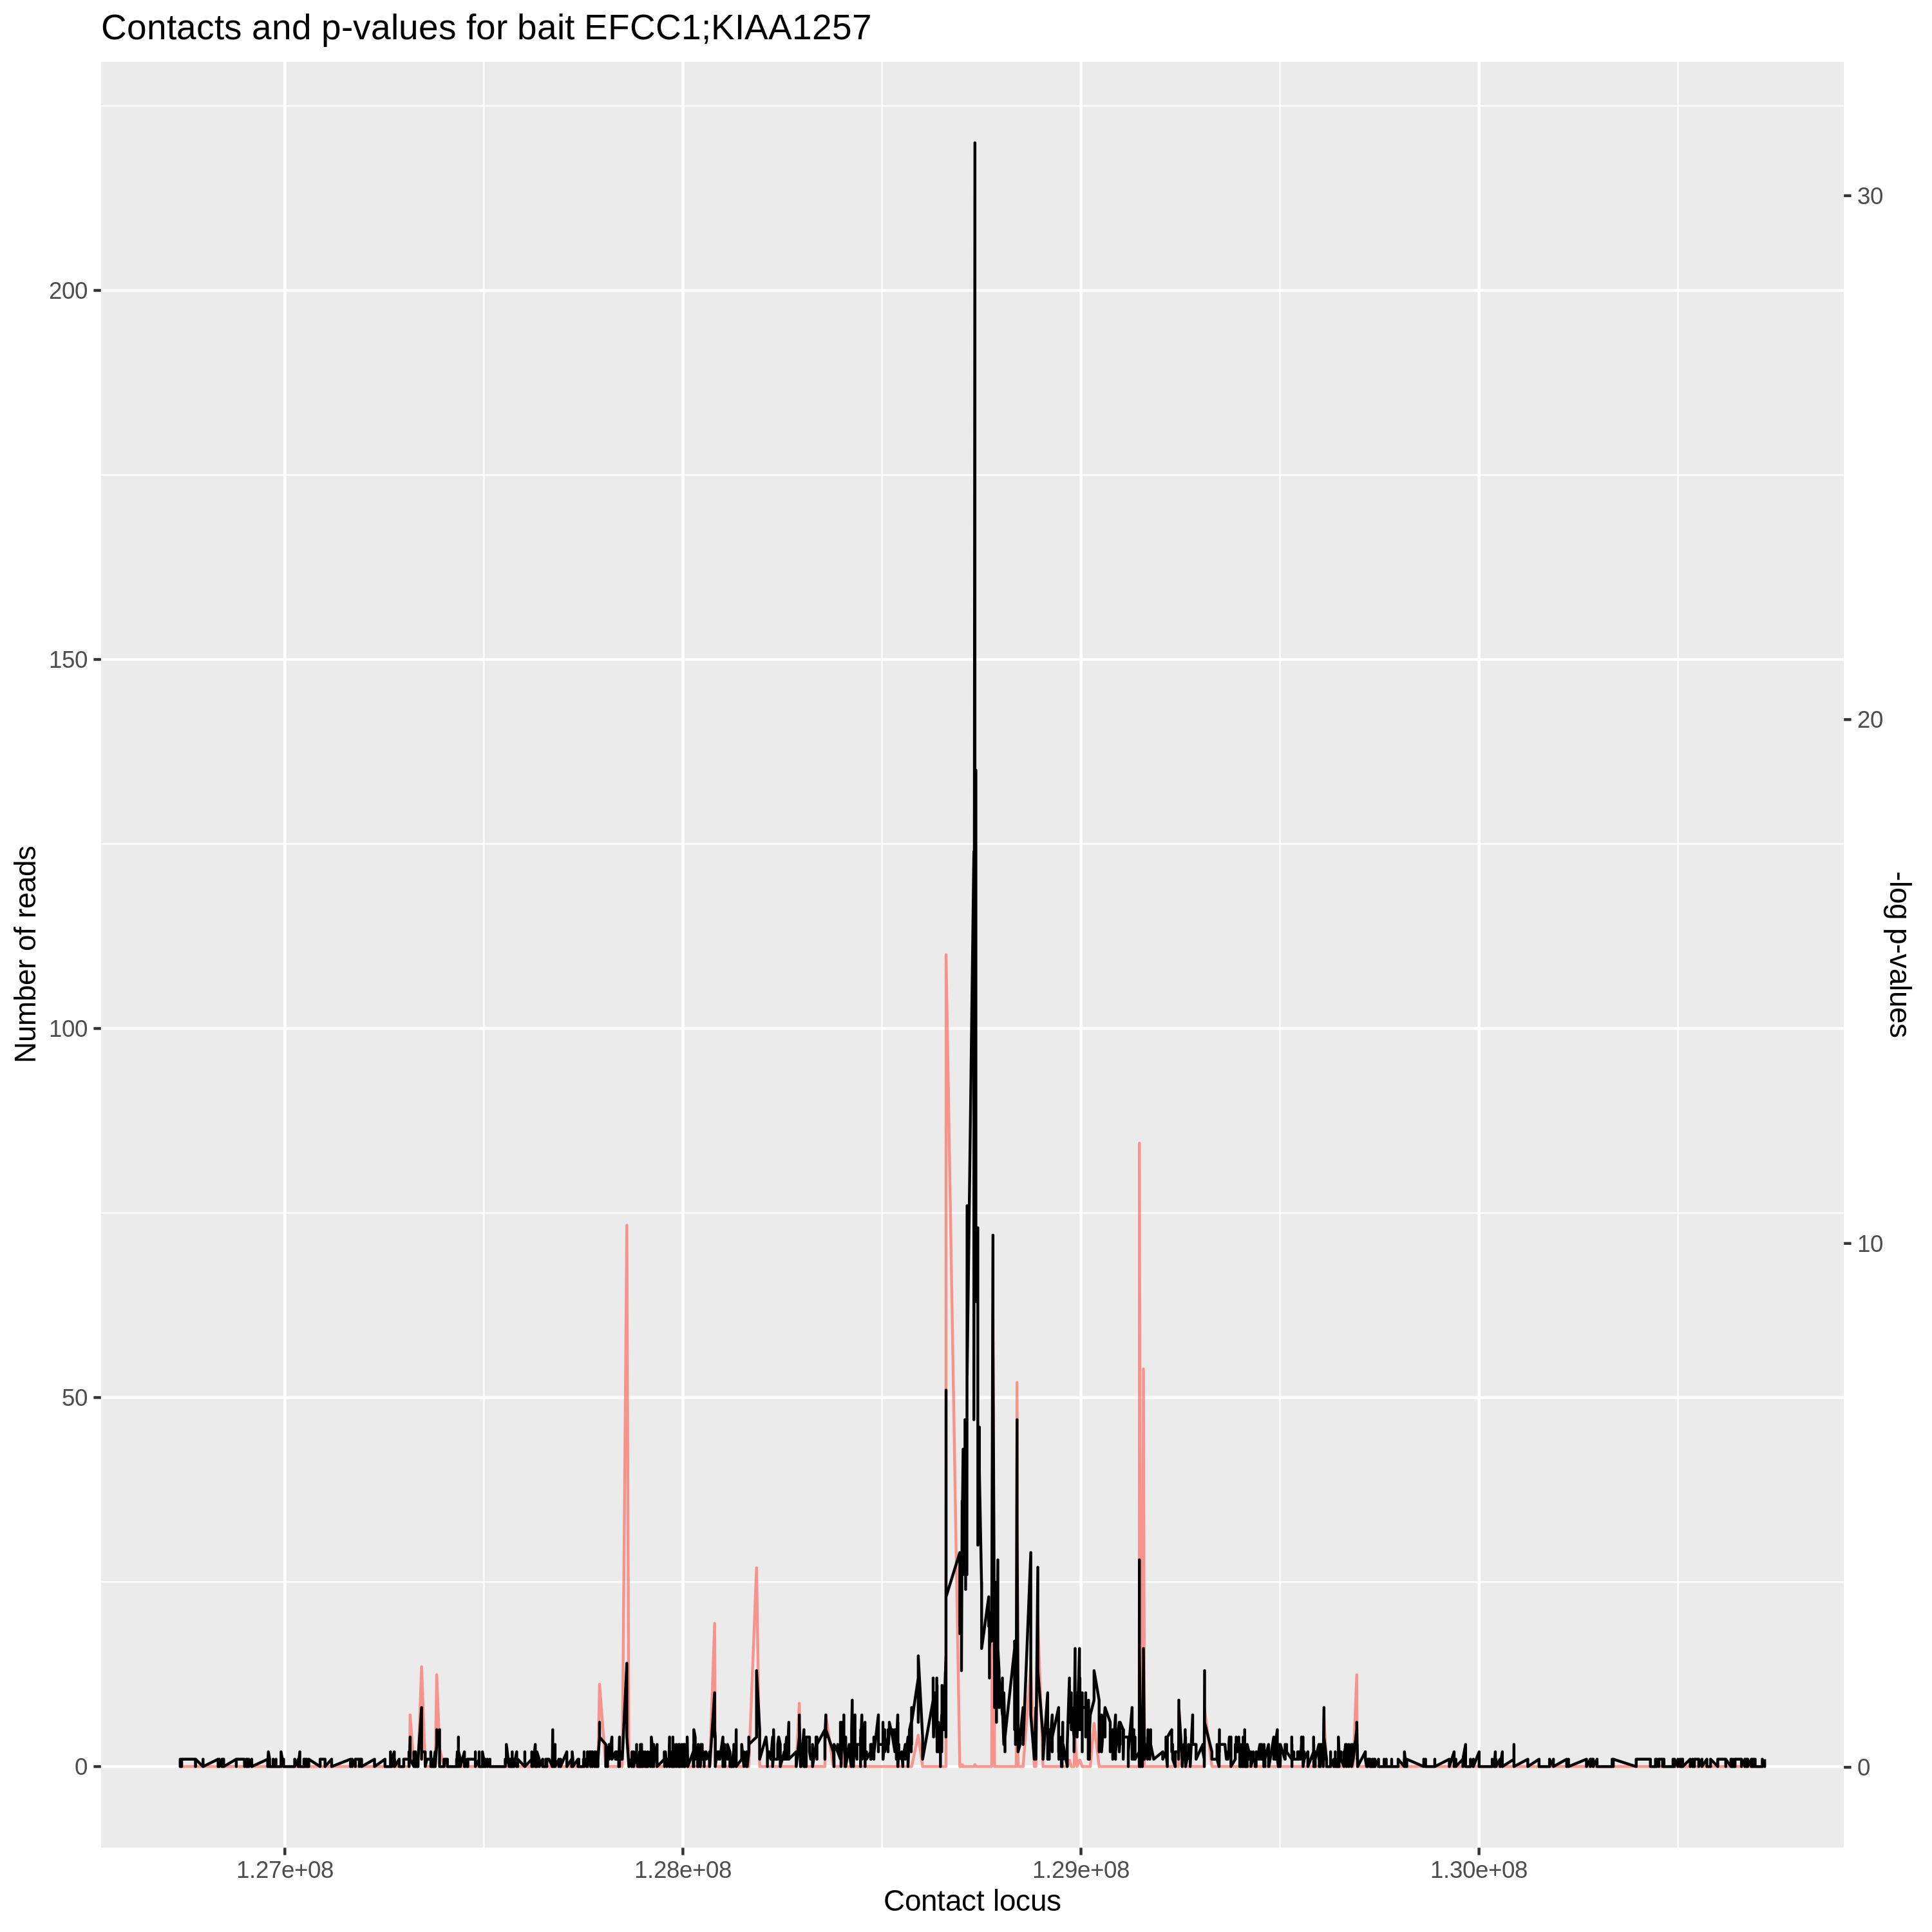 Contacts and p-values for bait EFCC1;KIAA1257
Number of reads
200
150
100
50
0
30
20
10
0
-log p-values
1.27e+08
1.28e+08
1.29e+08
1.30e+08
Contact locus